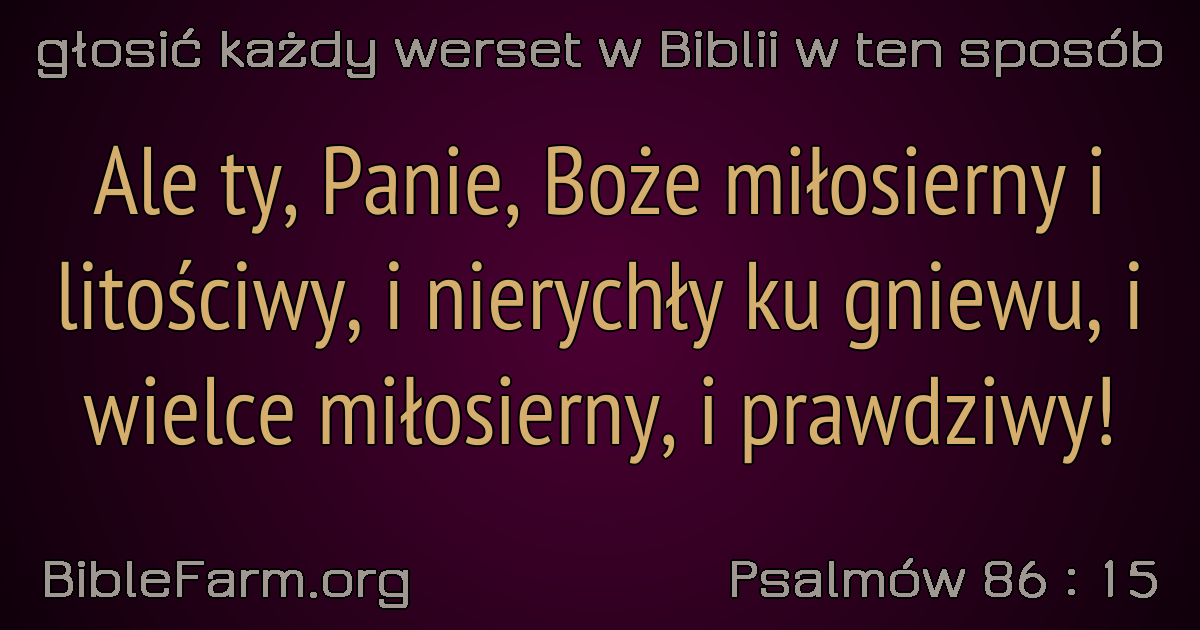 głosić każdy werset w Biblii w ten sposób
Ale ty, Panie, Boże miłosierny i
litościwy, i nierychły ku gniewu, i
wielce miłosierny, i prawdziwy!
BibleFarm.org
Psalmów 86 : 15